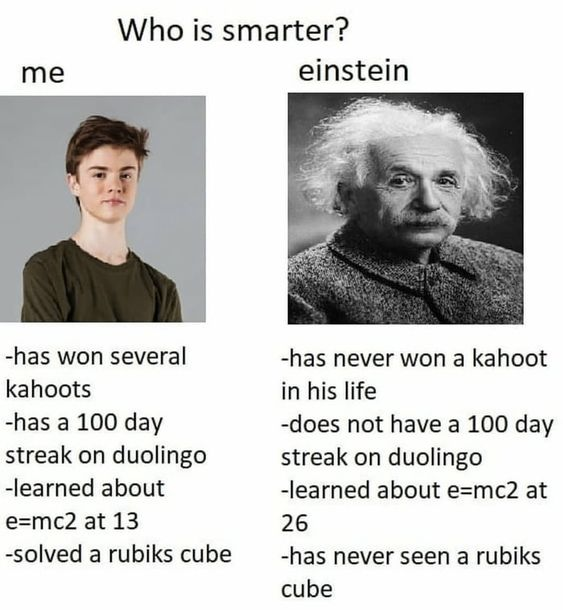 Who is smarter?
me
einstein
-has won several
kahoots
-has a 100 day
streak on duolingo
-learned about
e=mc2 at 13
-solved a rubiks cube
-has never won a kahoot
in his life
-does not have a 100 day
streak on duolingo
-learned about e=mc2 at
26
-has never seen a rubiks
cube